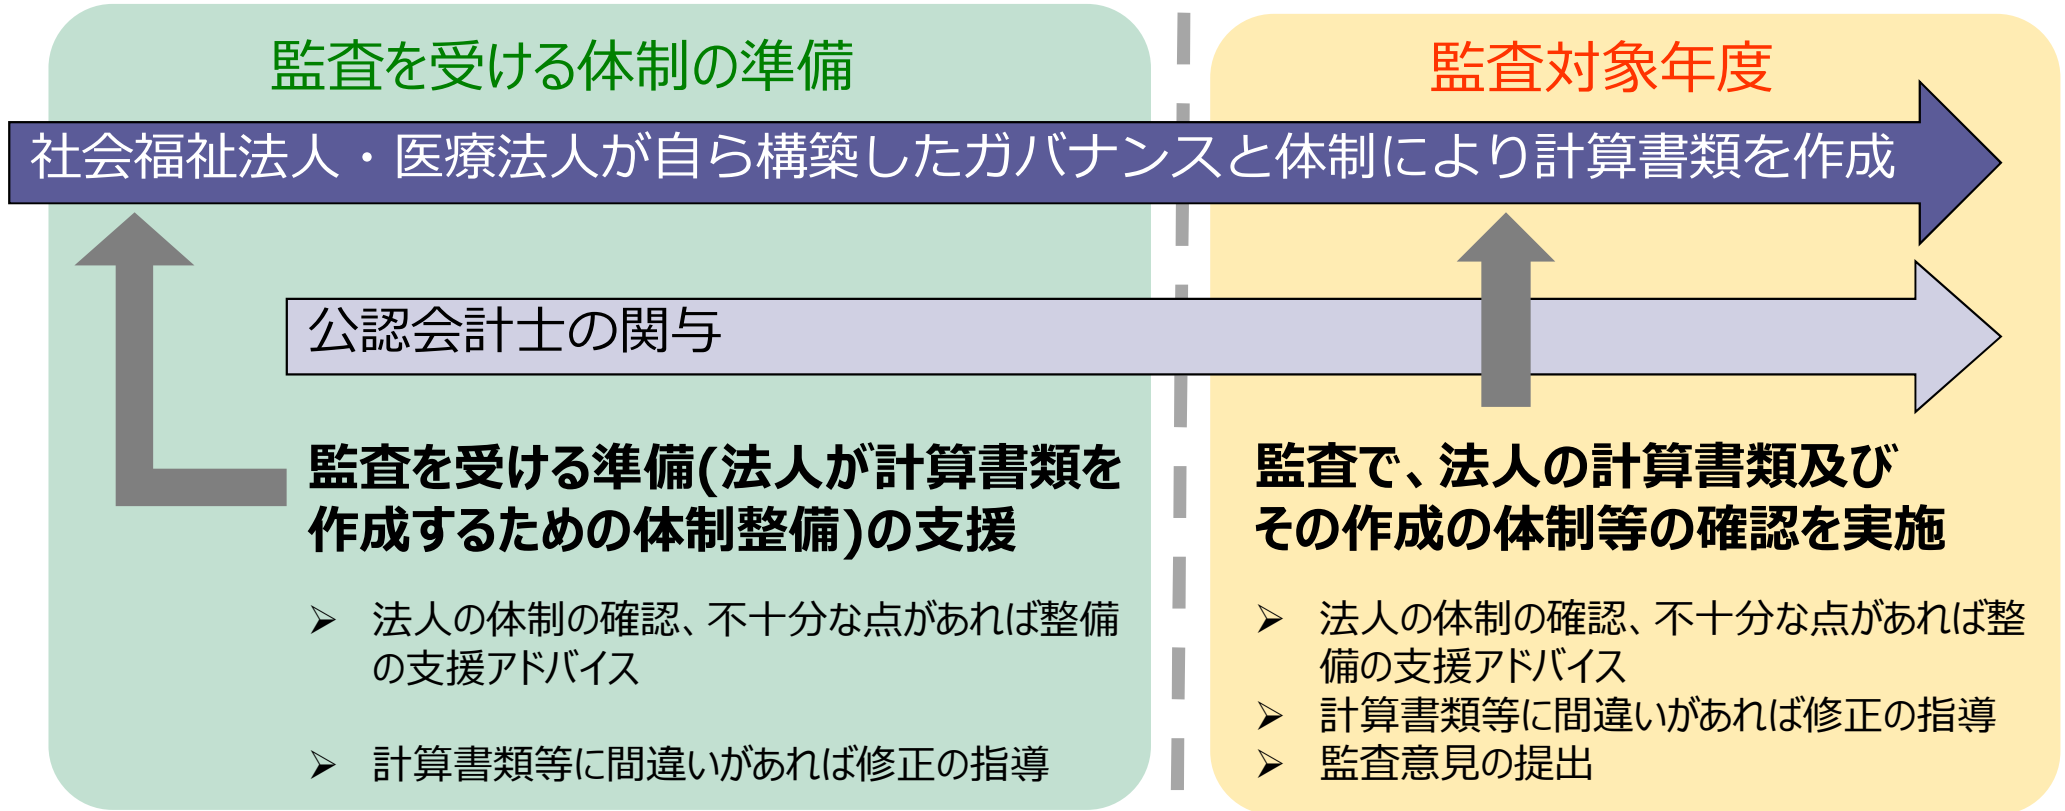 監査を受ける体制の準備
監査対象年度
社会福祉法人・医療法人が自ら構築したガバナンスと体制により計算書類を作成
公認会計士の関与
監査を受ける準備(法人が計算書類を
作成するための体制整備)の支援
➢ 法人の体制の確認、不十分な点があれば整備
の支援アドバイス
➢ 計算書類等に間違いがあれば修正の指導
監査で、法人の計算書類及び
その作成の体制等の確認を実施
➢ 法人の体制の確認、不十分な点があれば整
備の支援アドバイス
➢ 計算書類等に間違いがあれば修正の指導
➢ 監査意見の提出